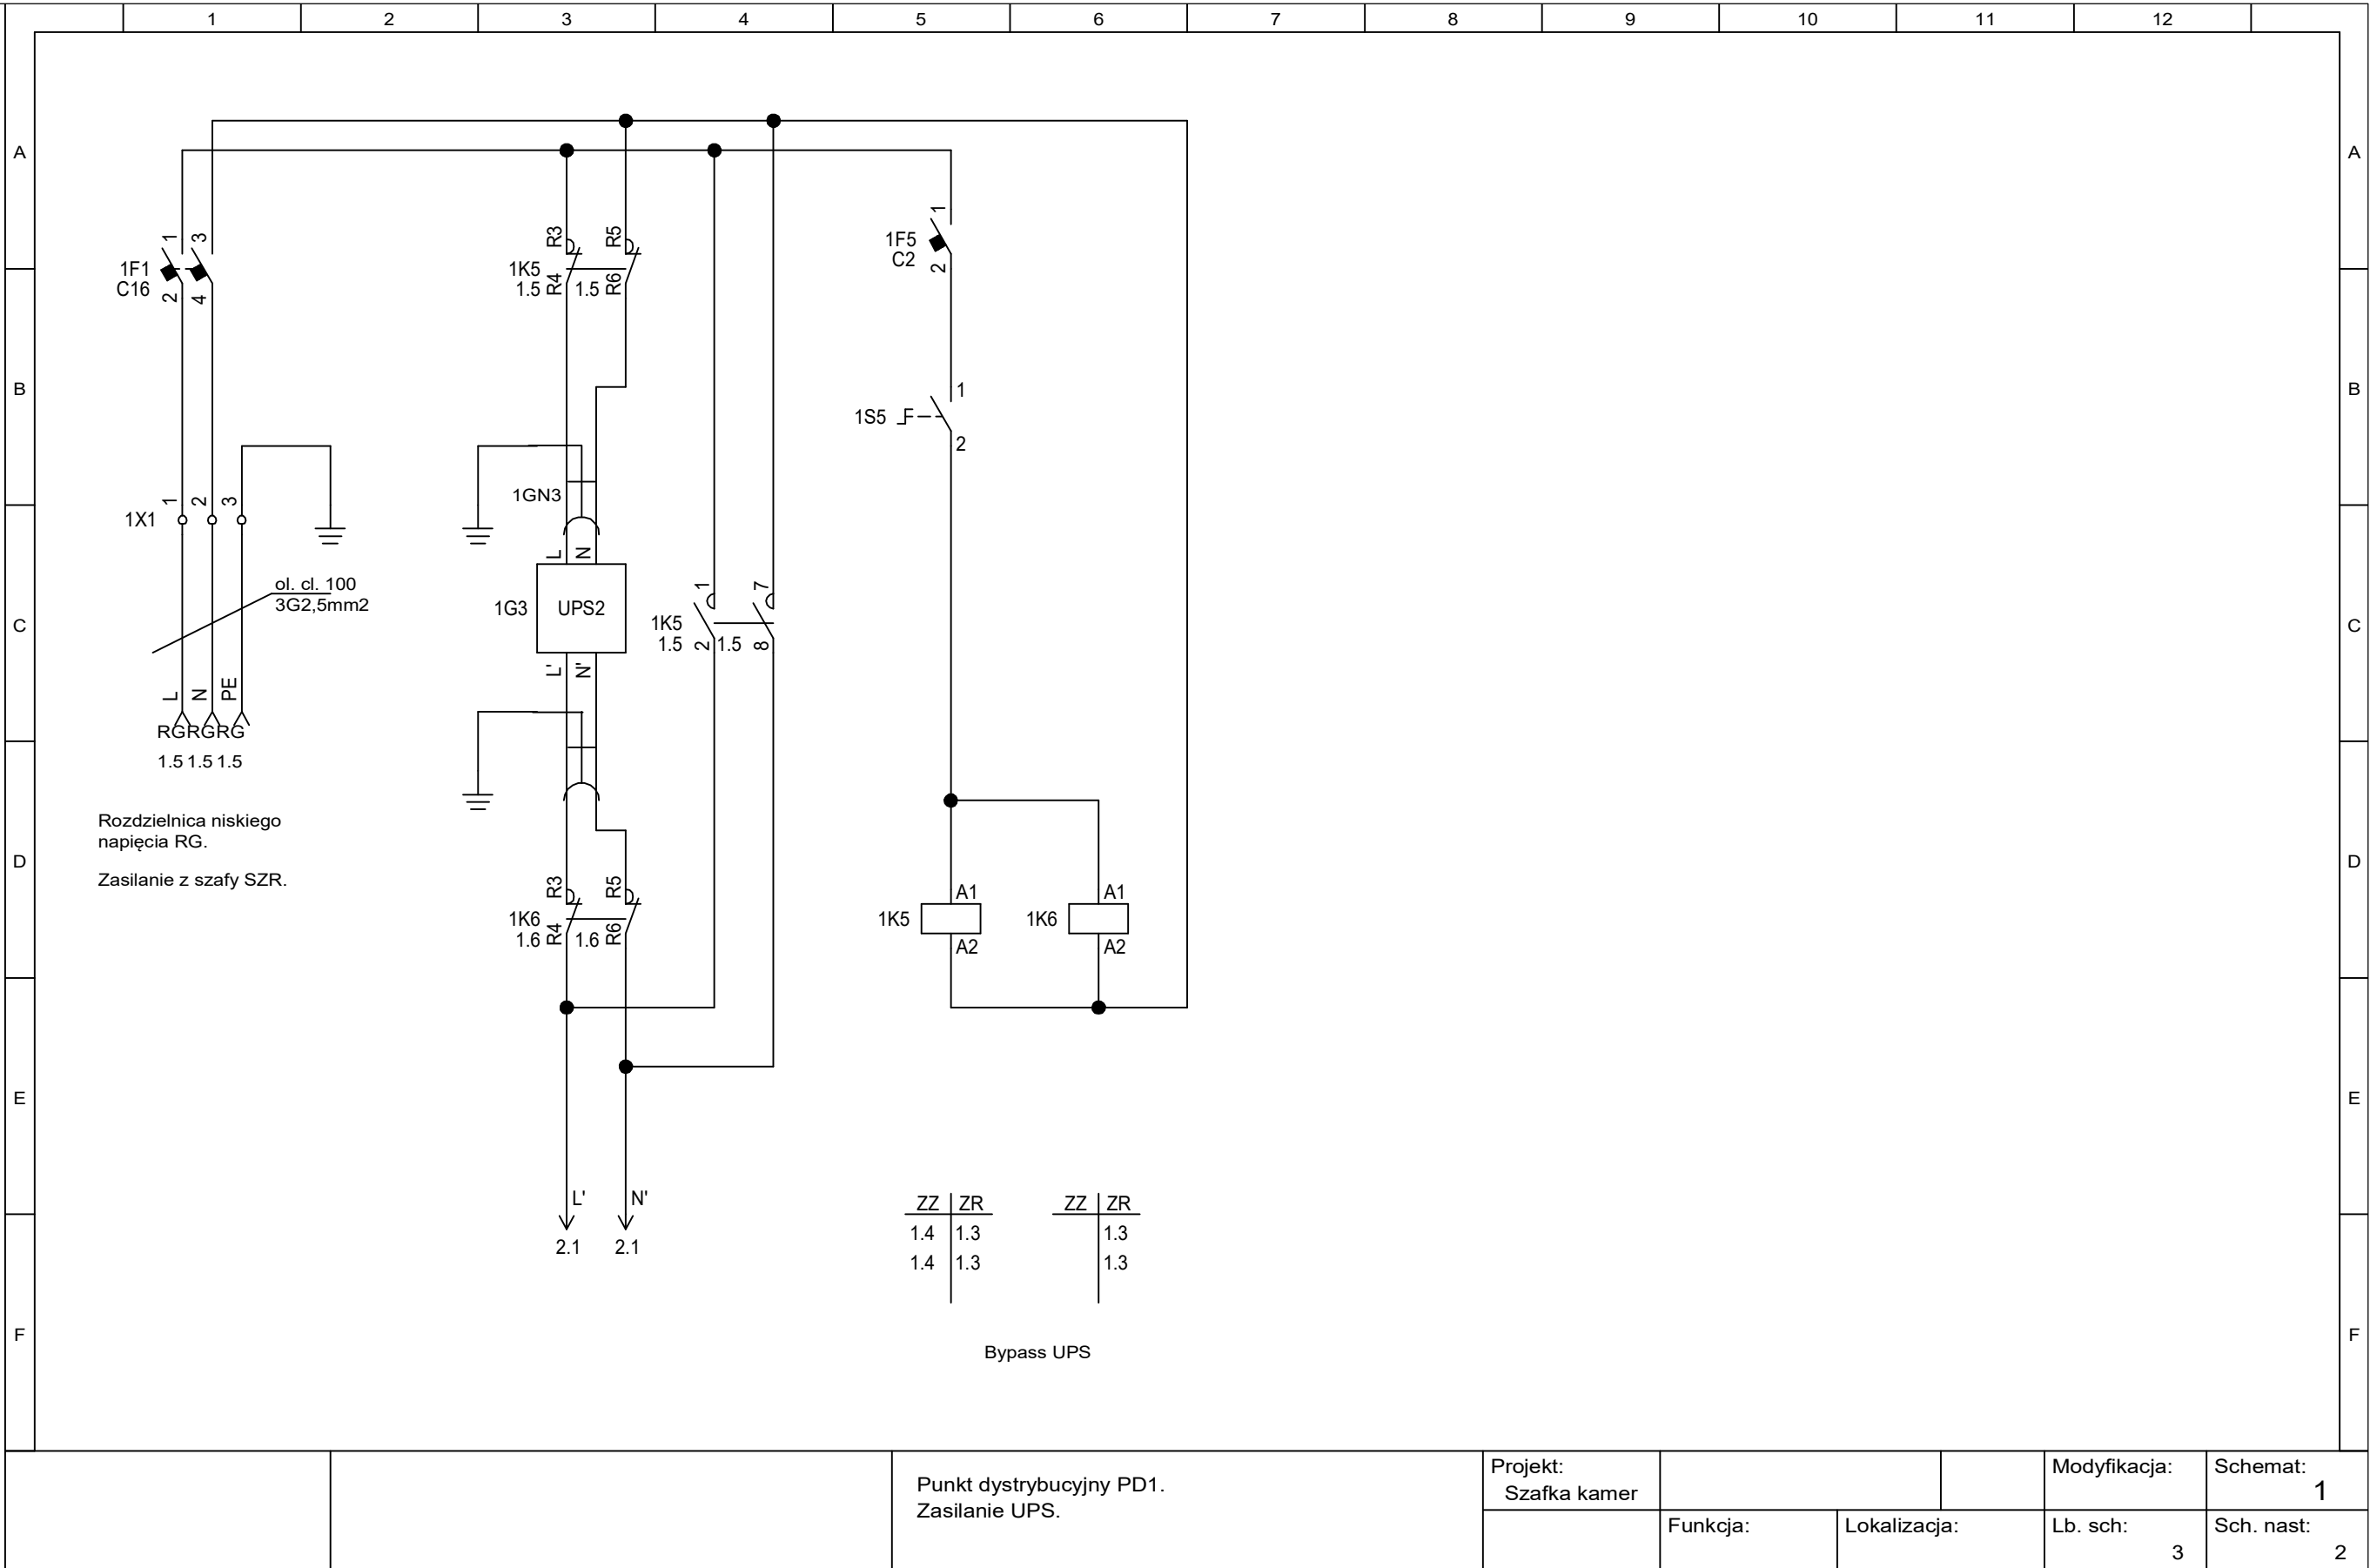 1 2 3 4 5 6 7 8 9 10 11 12
A A
B B
C C
D D
E E
F F
1F1
C16
1 3
2 4
1X1
1 2 3
ol. cl. 100
3G2,5mm2
L N PE
RG RG RG
1.5 1.5 1.5
Rozdzielnica niskiego
napięcia RG.
Zasilanie z szafy SZR.
R3 R5
1K5
1.5 R4 1.5 R6
1GN3
L N
1G3 UPS2
L' N'
R3 R5
1K6
1.6 R4 1.6 R6
L' N'
2.1 2.1
1 7
1K5
1.5 2 1.5 8
1
1F5
C2
2
1
1S5
2
A1 A1
1K5 1K6
A2 A2
ZZ ZR ZZ ZR
1.4 1.3 1.3
1.4 1.3 1.3
Bypass UPS
Punkt dystrybucyjny PD1.
Zasilanie UPS.
Projekt:
Szafka kamer
Modyfikacja:
Schemat:
1
Funkcja:
Lokalizacja:
Lb. sch:
3
Sch. nast:
2